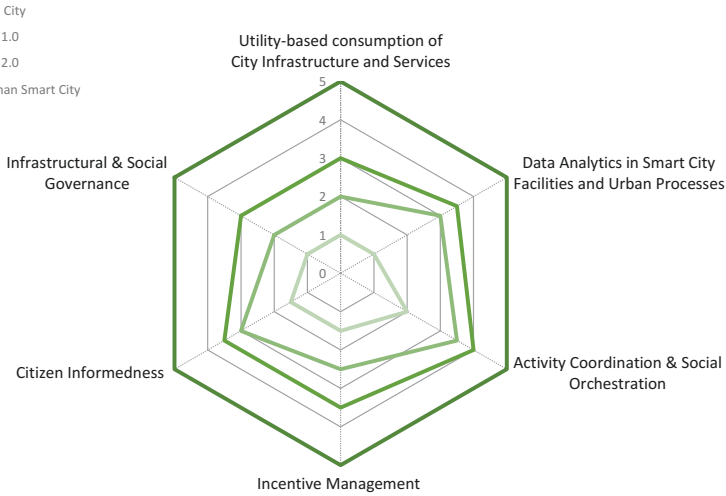 City
1.0
2.0
Smart City
Utility-based consumption of
City Infrastructure and Services
5
4
3
2
1
0
Infrastructural & Social
Governance
Data Analytics in Smart City
Facilities and Urban Processes
Citizen Informedness
Activity Coordination & Social
Orchestration
Incentive Management